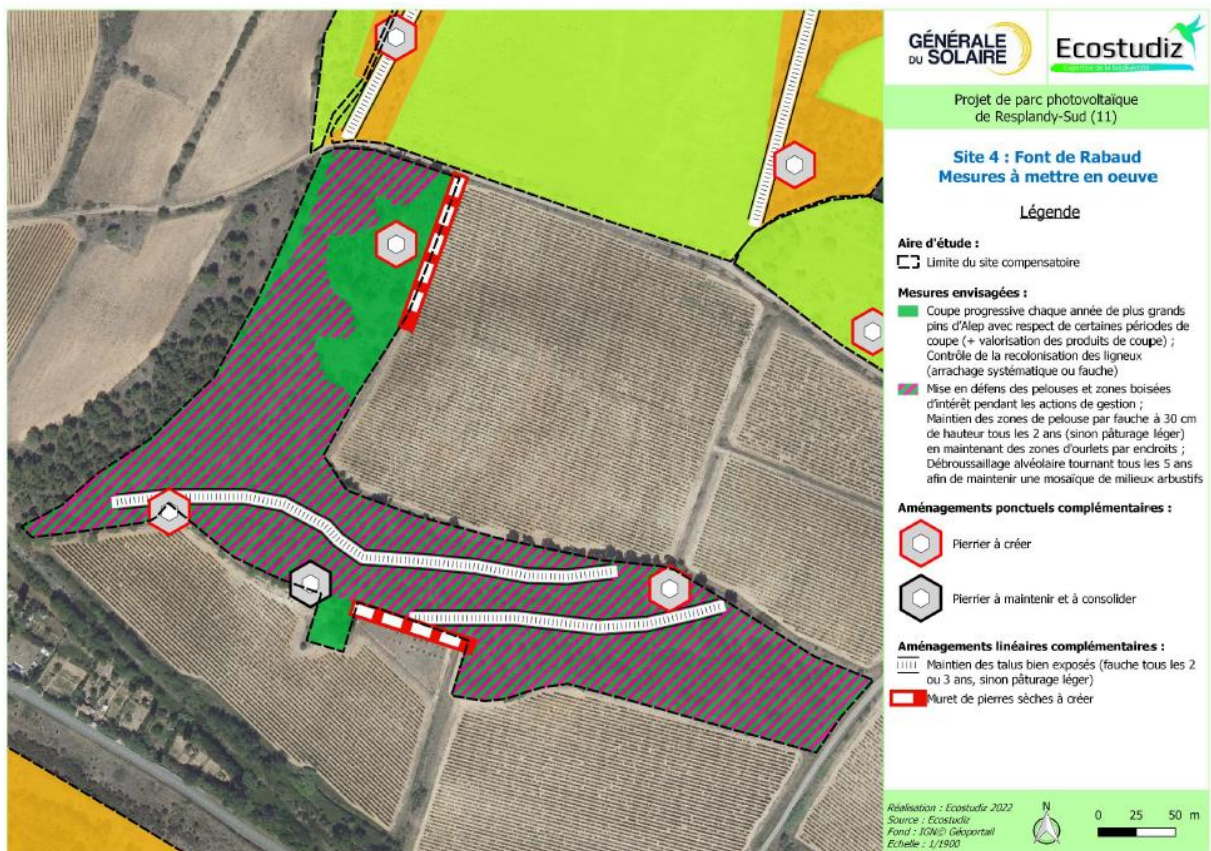 GÉNÉRALE
DU SOLAIRE
Ecostudiz
Expertise de la biodiversité
Projet de parc photovoltaïque
de Resplandy-Sud (11)
Site 4 : Font de Rabaud
Mesures à mettre en oeuve
Légende
Aire d'étude :
Limite du site compensatoire
Mesures envisagées :
Coupe progressive chaque année de plus grands
pins d'Alep avec respect de certaines périodes de
coupe (+ valorisation des produits de coupe) ;
Contrôle de la recolonisation des ligneux
(arrachage systématique ou fauche)
Mise en défens des pelouses et zones boisées
d'intérêt pendant les actions de gestion ;
Maintien des zones de pelouse par fauche à 30 cm
de hauteur tous les 2 ans (sinon pâturage léger)
en maintenant des zones d'ourlets par endroits ;
Débroussaillage alvéolaire tournant tous les 5 ans
afin de maintenir une mosaïque de milieux arbustifs
Aménagements ponctuels complémentaires :
Pierrier à créer
Pierrier à maintenir et à consolider
Aménagements linéaires complémentaires :
Maintien des talus bien exposés (fauche tous les 2
ou 3 ans, sinon pâturage léger)
Muret de pierres sèches à créer
Réalisation : Ecostudiz 2022
Source : Ecostudiz
Fond : IGN© Géoportail
Echelle : 1/1900
N
0 25 50 m